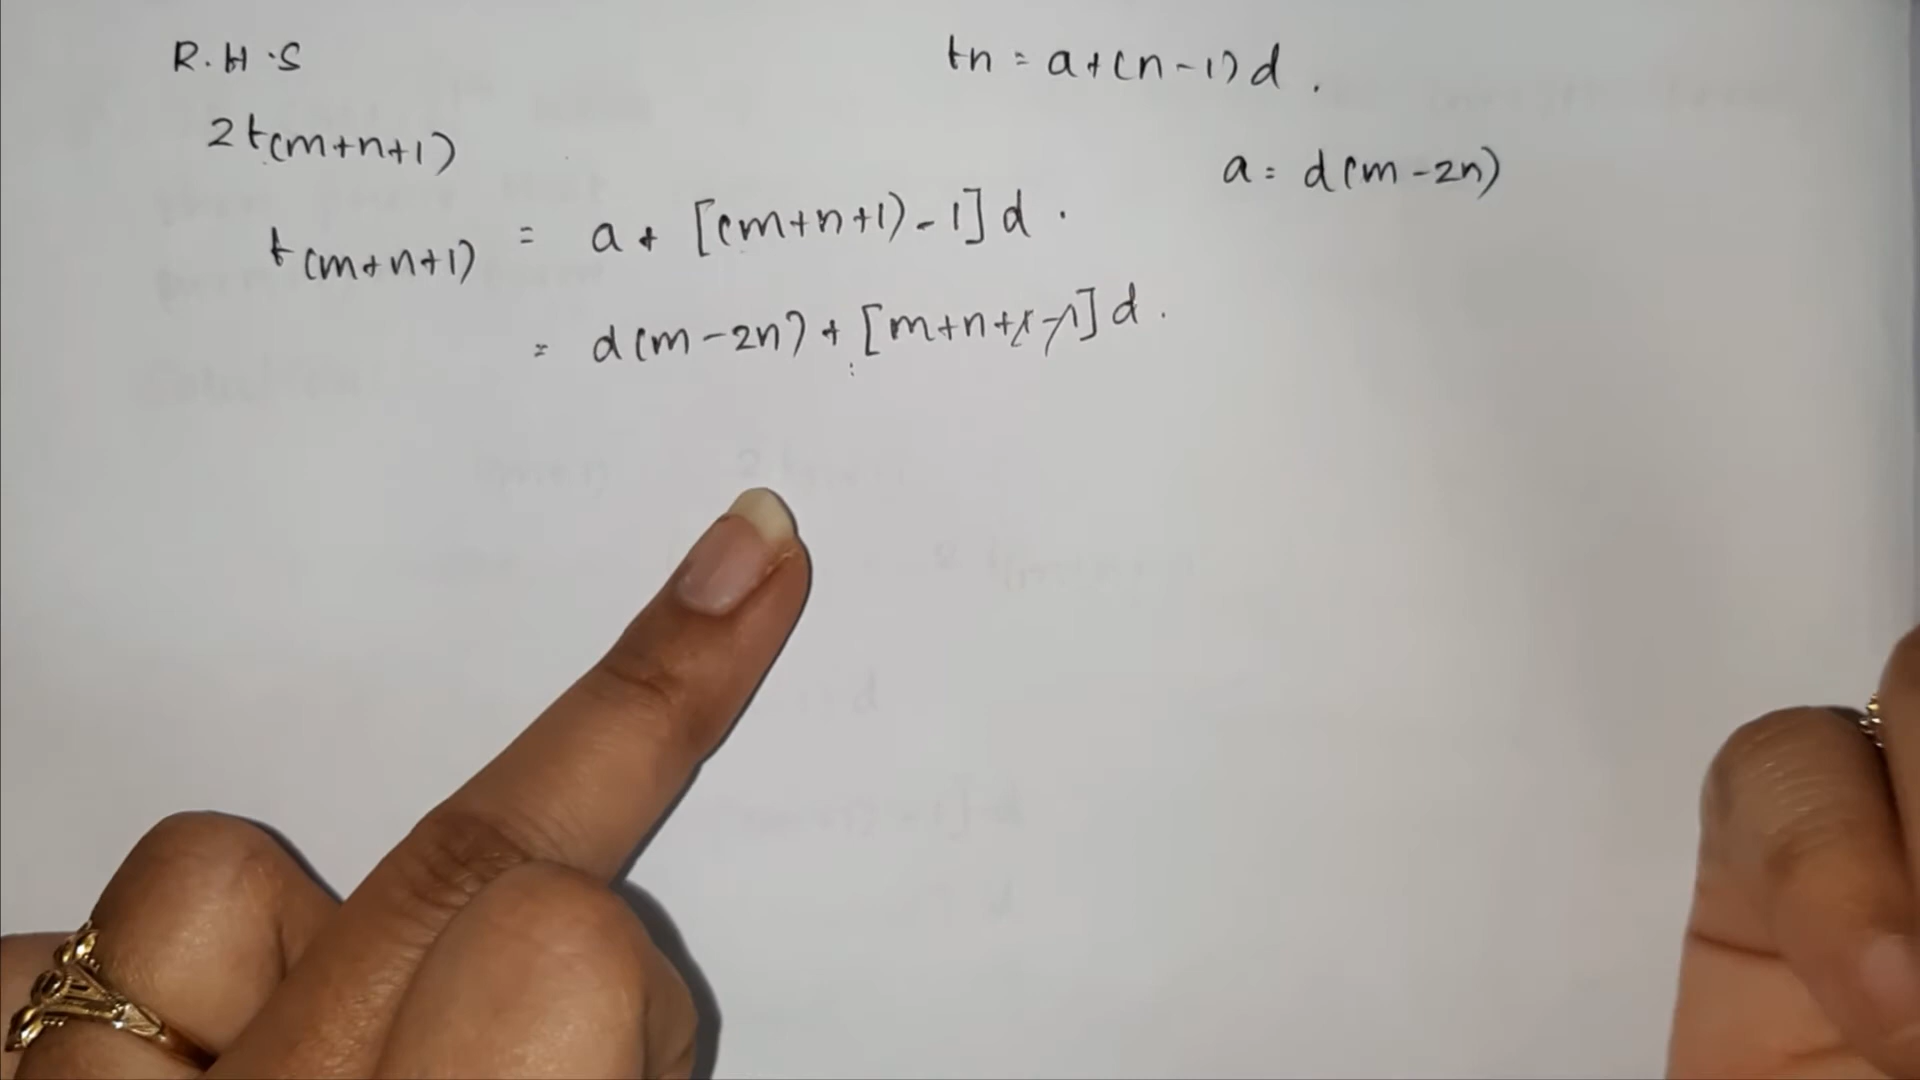 R.H.S
tn = a+(n-1)d.
2t(m+n+1)
a = d(m-2n)
t(m+n+1) = a + [(m+n+1)-1]d.
= d(m-2n) + [m+n+1-1]d.